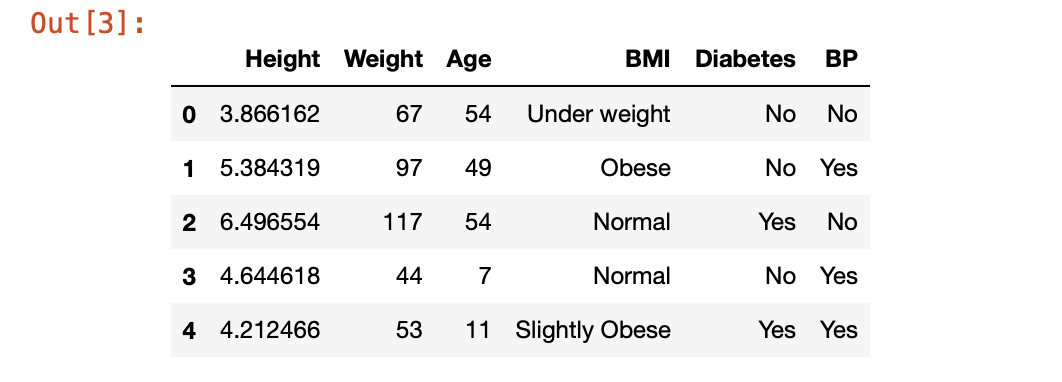 Out[3]:
Height Weight Age BMI Diabetes BP
0 3.866162 67 54 Under weight No No
1 5.384319 97 49 Obese No Yes
2 6.496554 117 54 Normal Yes No
3 4.644618 44 7 Normal No Yes
4 4.212466 53 11 Slightly Obese Yes Yes